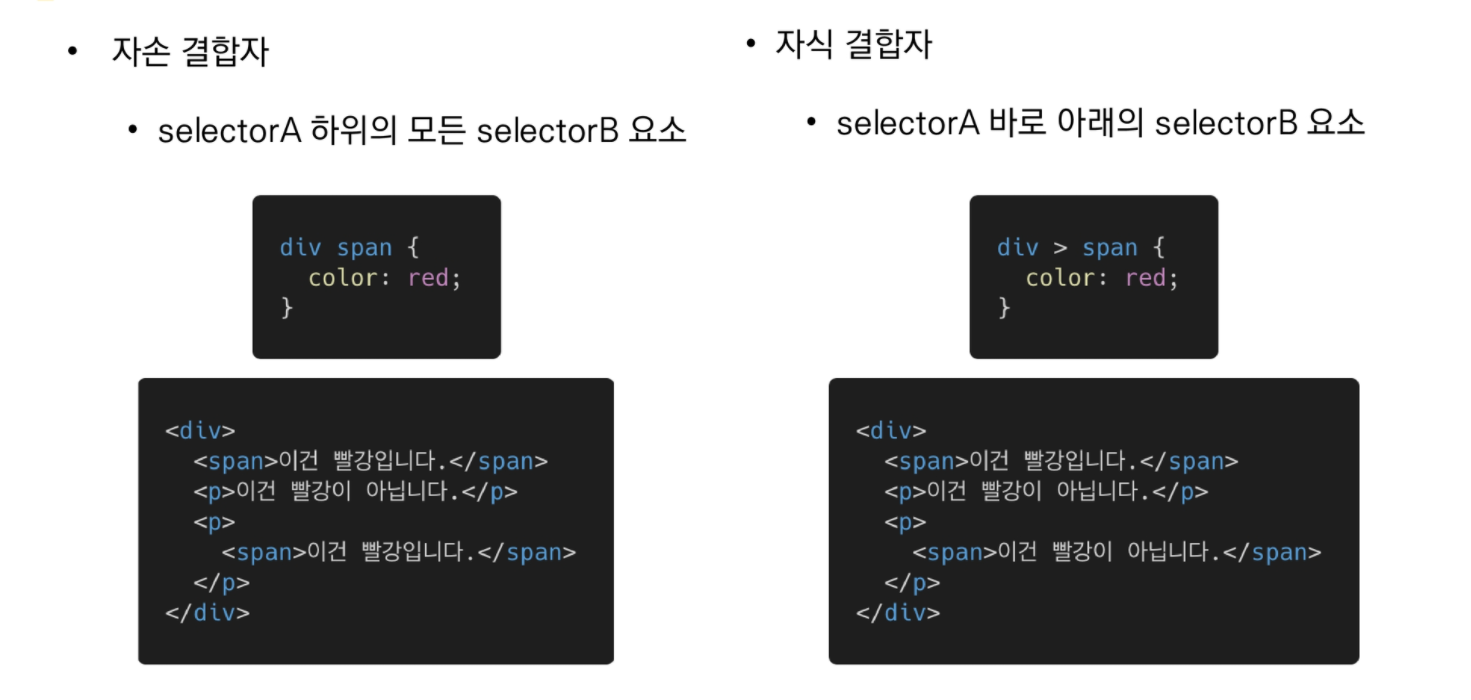 • 자손 결합자
• selectorA 하위의 모든 selectorB 요소
div span {
  color: red;
}
<div>
  <span>이건 빨강입니다.</span>
  <p>이건 빨강이 아닙니다.</p>
  <p>
    <span>이건 빨강입니다.</span>
  </p>
</div>
• 자식 결합자
• selectorA 바로 아래의 selectorB 요소
div > span {
  color: red;
}
<div>
  <span>이건 빨강입니다.</span>
  <p>이건 빨강이 아닙니다.</p>
  <p>
    <span>이건 빨강이 아닙니다.</span>
  </p>
</div>